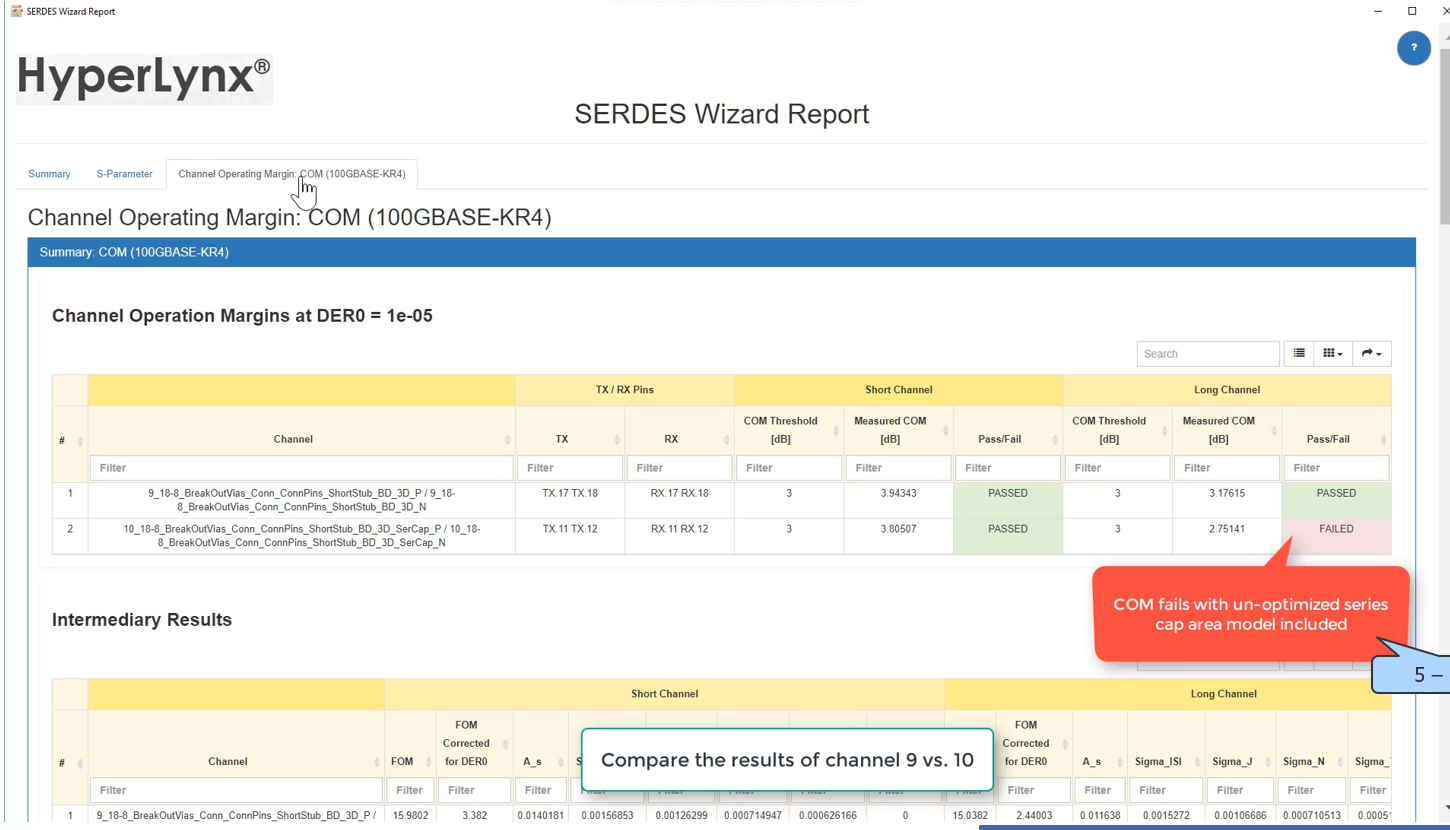 SERDES Wizard Report
?
HyperLynx®
SERDES Wizard Report
Summary S-Parameter Channel Operating Margin: COM (100GBASE-KR4)
Channel Operating Margin: COM (100GBASE-KR4)
Summary: COM (100GBASE-KR4)
Channel Operation Margins at DER0 = 1e-05
Search
TX / RX Pins Short Channel Long Channel
# Channel TX RX COM Threshold [dB] Measured COM [dB] Pass/Fail COM Threshold [dB] Measured COM [dB] Pass/Fail
Filter Filter Filter Filter Filter Filter Filter Filter Filter
1 9_18-8_BreakOutVias_Conn_ConnPins_ShortStub_BD_3D_P / 9_18- TX.17 TX.18 RX.17 RX.18 3 3.94343 PASSED 3 3.17615 PASSED
8_BreakOutVias_Conn_ConnPins_ShortStub_BD_3D_N
2 10_18-8_BreakOutVias_Conn_ConnPins_ShortStub_BD_3D_SerCap_P / 10_18- TX.11 TX.12 RX.11 RX.12 3 3.80507 PASSED 3 2.75141 FAILED
8_BreakOutVias_Conn_ConnPins_ShortStub_BD_3D_SerCap_N
COM fails with un-optimized series
cap area model included
Intermediary Results
5 –
Short Channel Long Channel
# Channel FOM FOM Corrected for DER0 A_s S FOM Corrected for DER0 A_s Sigma_ISI Sigma_J Sigma_N Sigma_
Compare the results of channel 9 vs. 10
Filter Filter Filter Filter Filter Filter Filter Filter Filter Filter
1 9_18-8_BreakOutVias_Conn_ConnPins_ShortStub_BD_3D_P / 15.9802 3.382 0.0140181 0.00156853 0.00126299 0.000714947 0.000626166 0 15.0382 2.44003 0.011638 0.0015272 0.00106686 0.000710513 0.00051